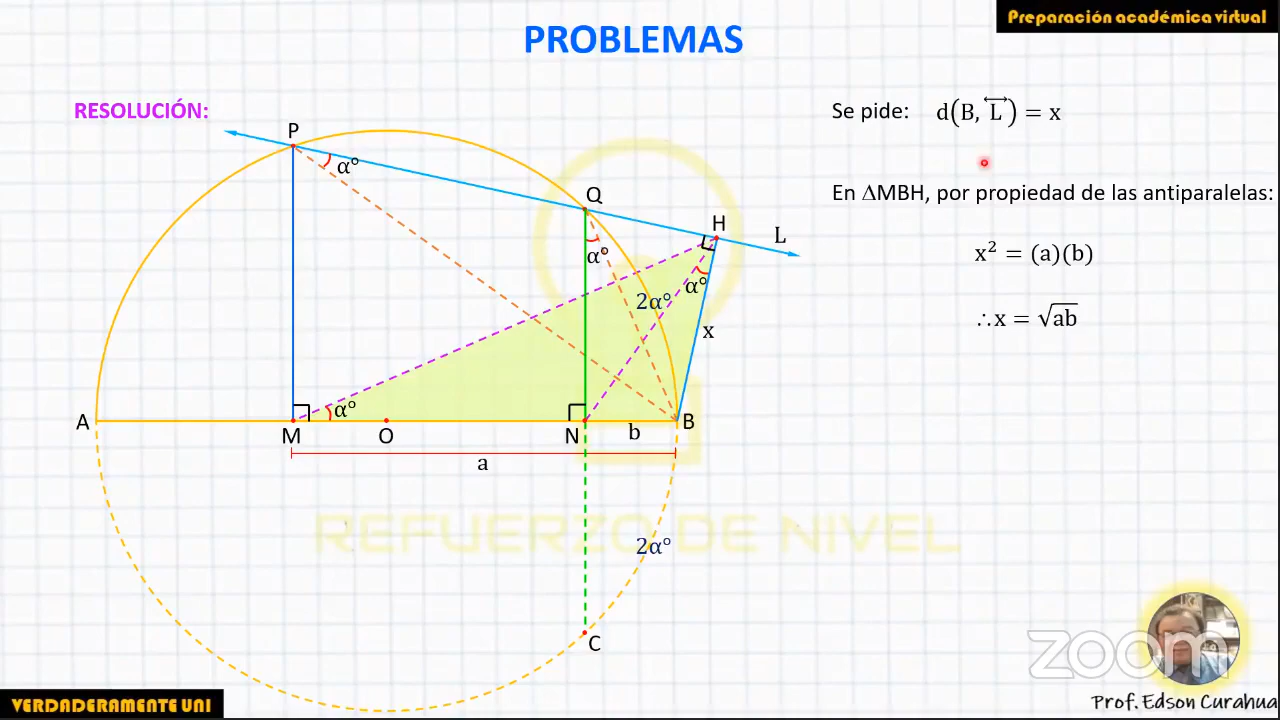 Preparación académica virtual
PROBLEMAS
RESOLUCIÓN:
Se pide: d(B, L) = x
En ΔMBH, por propiedad de las antiparalelas:
x² = (a)(b)
∴x = √ab
P
α°
Q
H
L
α°
α°
2α°
x
α°
A
M
O
N
b
B
a
REFUERZO DE NIVEL
2α°
C
zoom
VERDADERAMENTE UNI
Prof. Edson Curahua